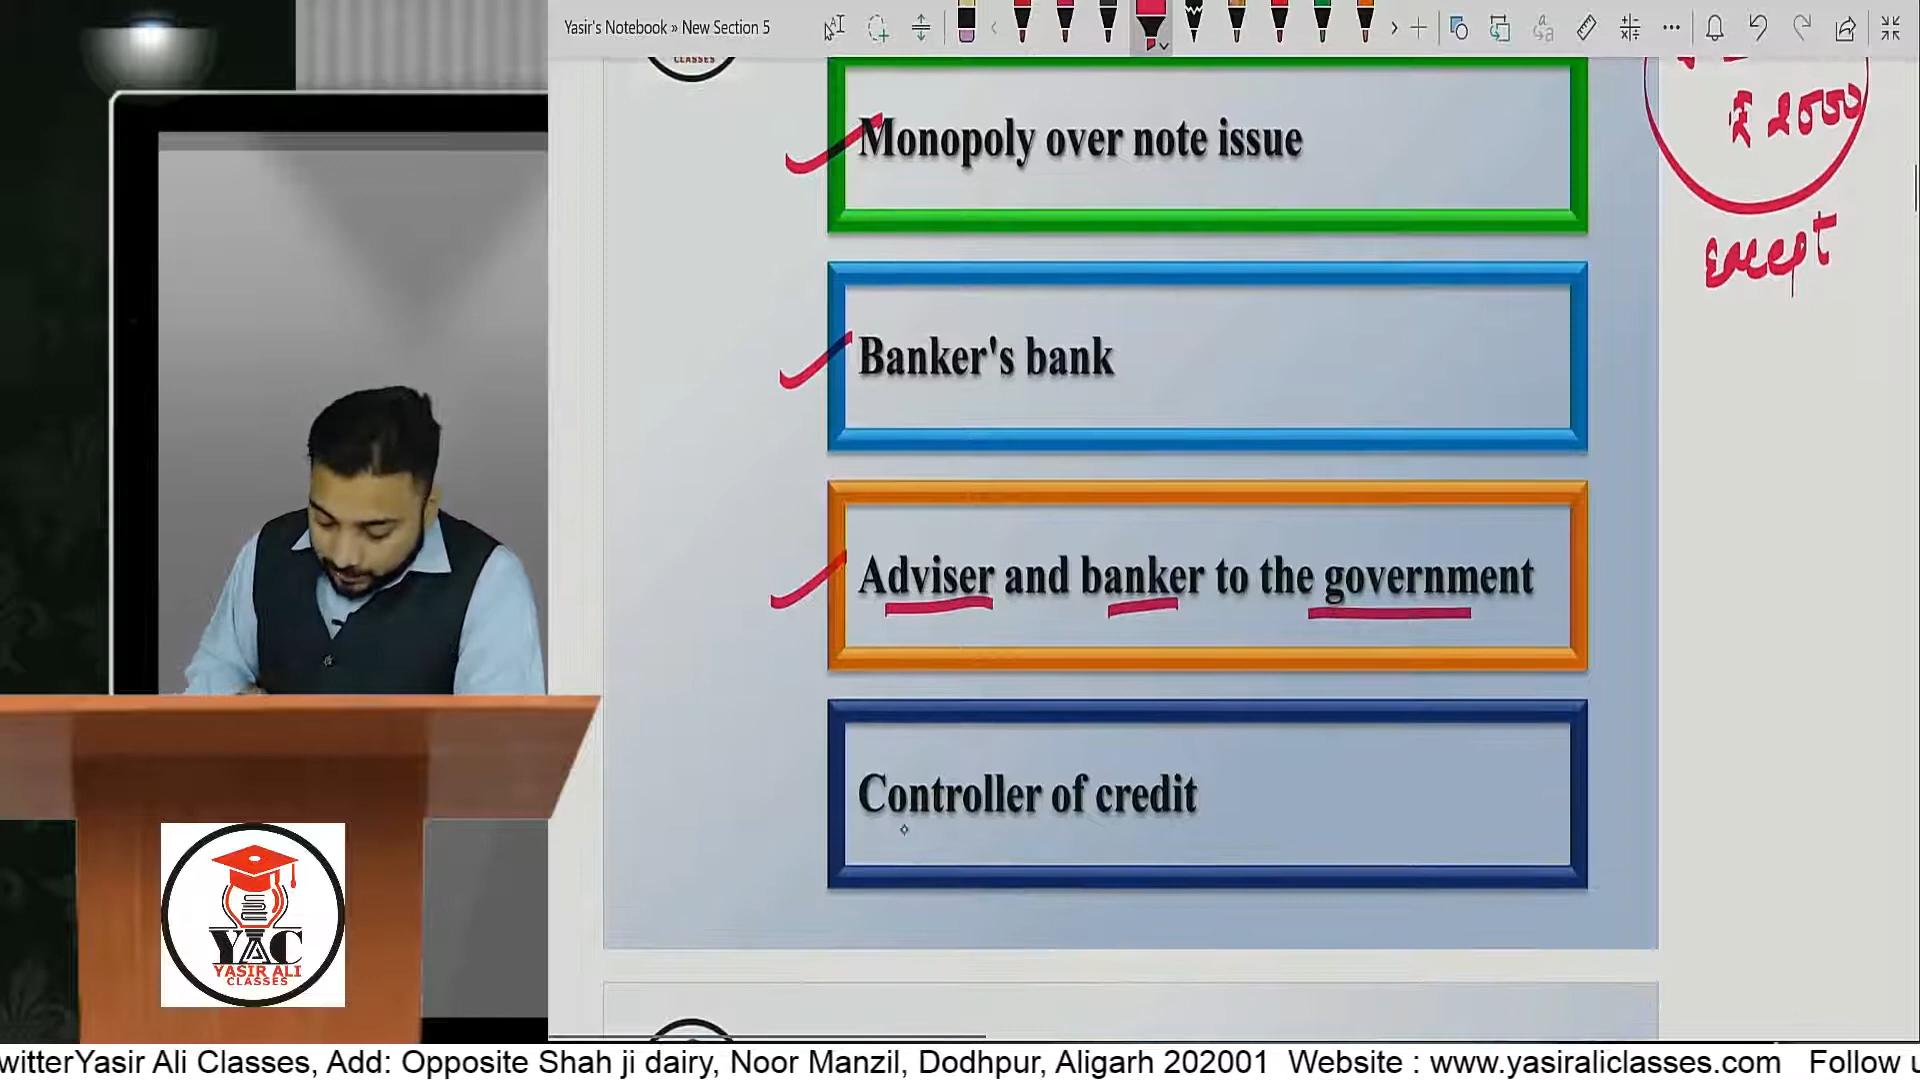 Yasir's Notebook » New Section 5
CLASSES
Monopoly over note issue
except
Banker's bank
Adviser and banker to the government
Controller of credit
YAC
YASIR ALI
CLASSES
witterYasir Ali Classes, Add: Opposite Shah ji dairy, Noor Manzil, Dodhpur, Aligarh 202001 Website : www.yasiraliclasses.com Follow u